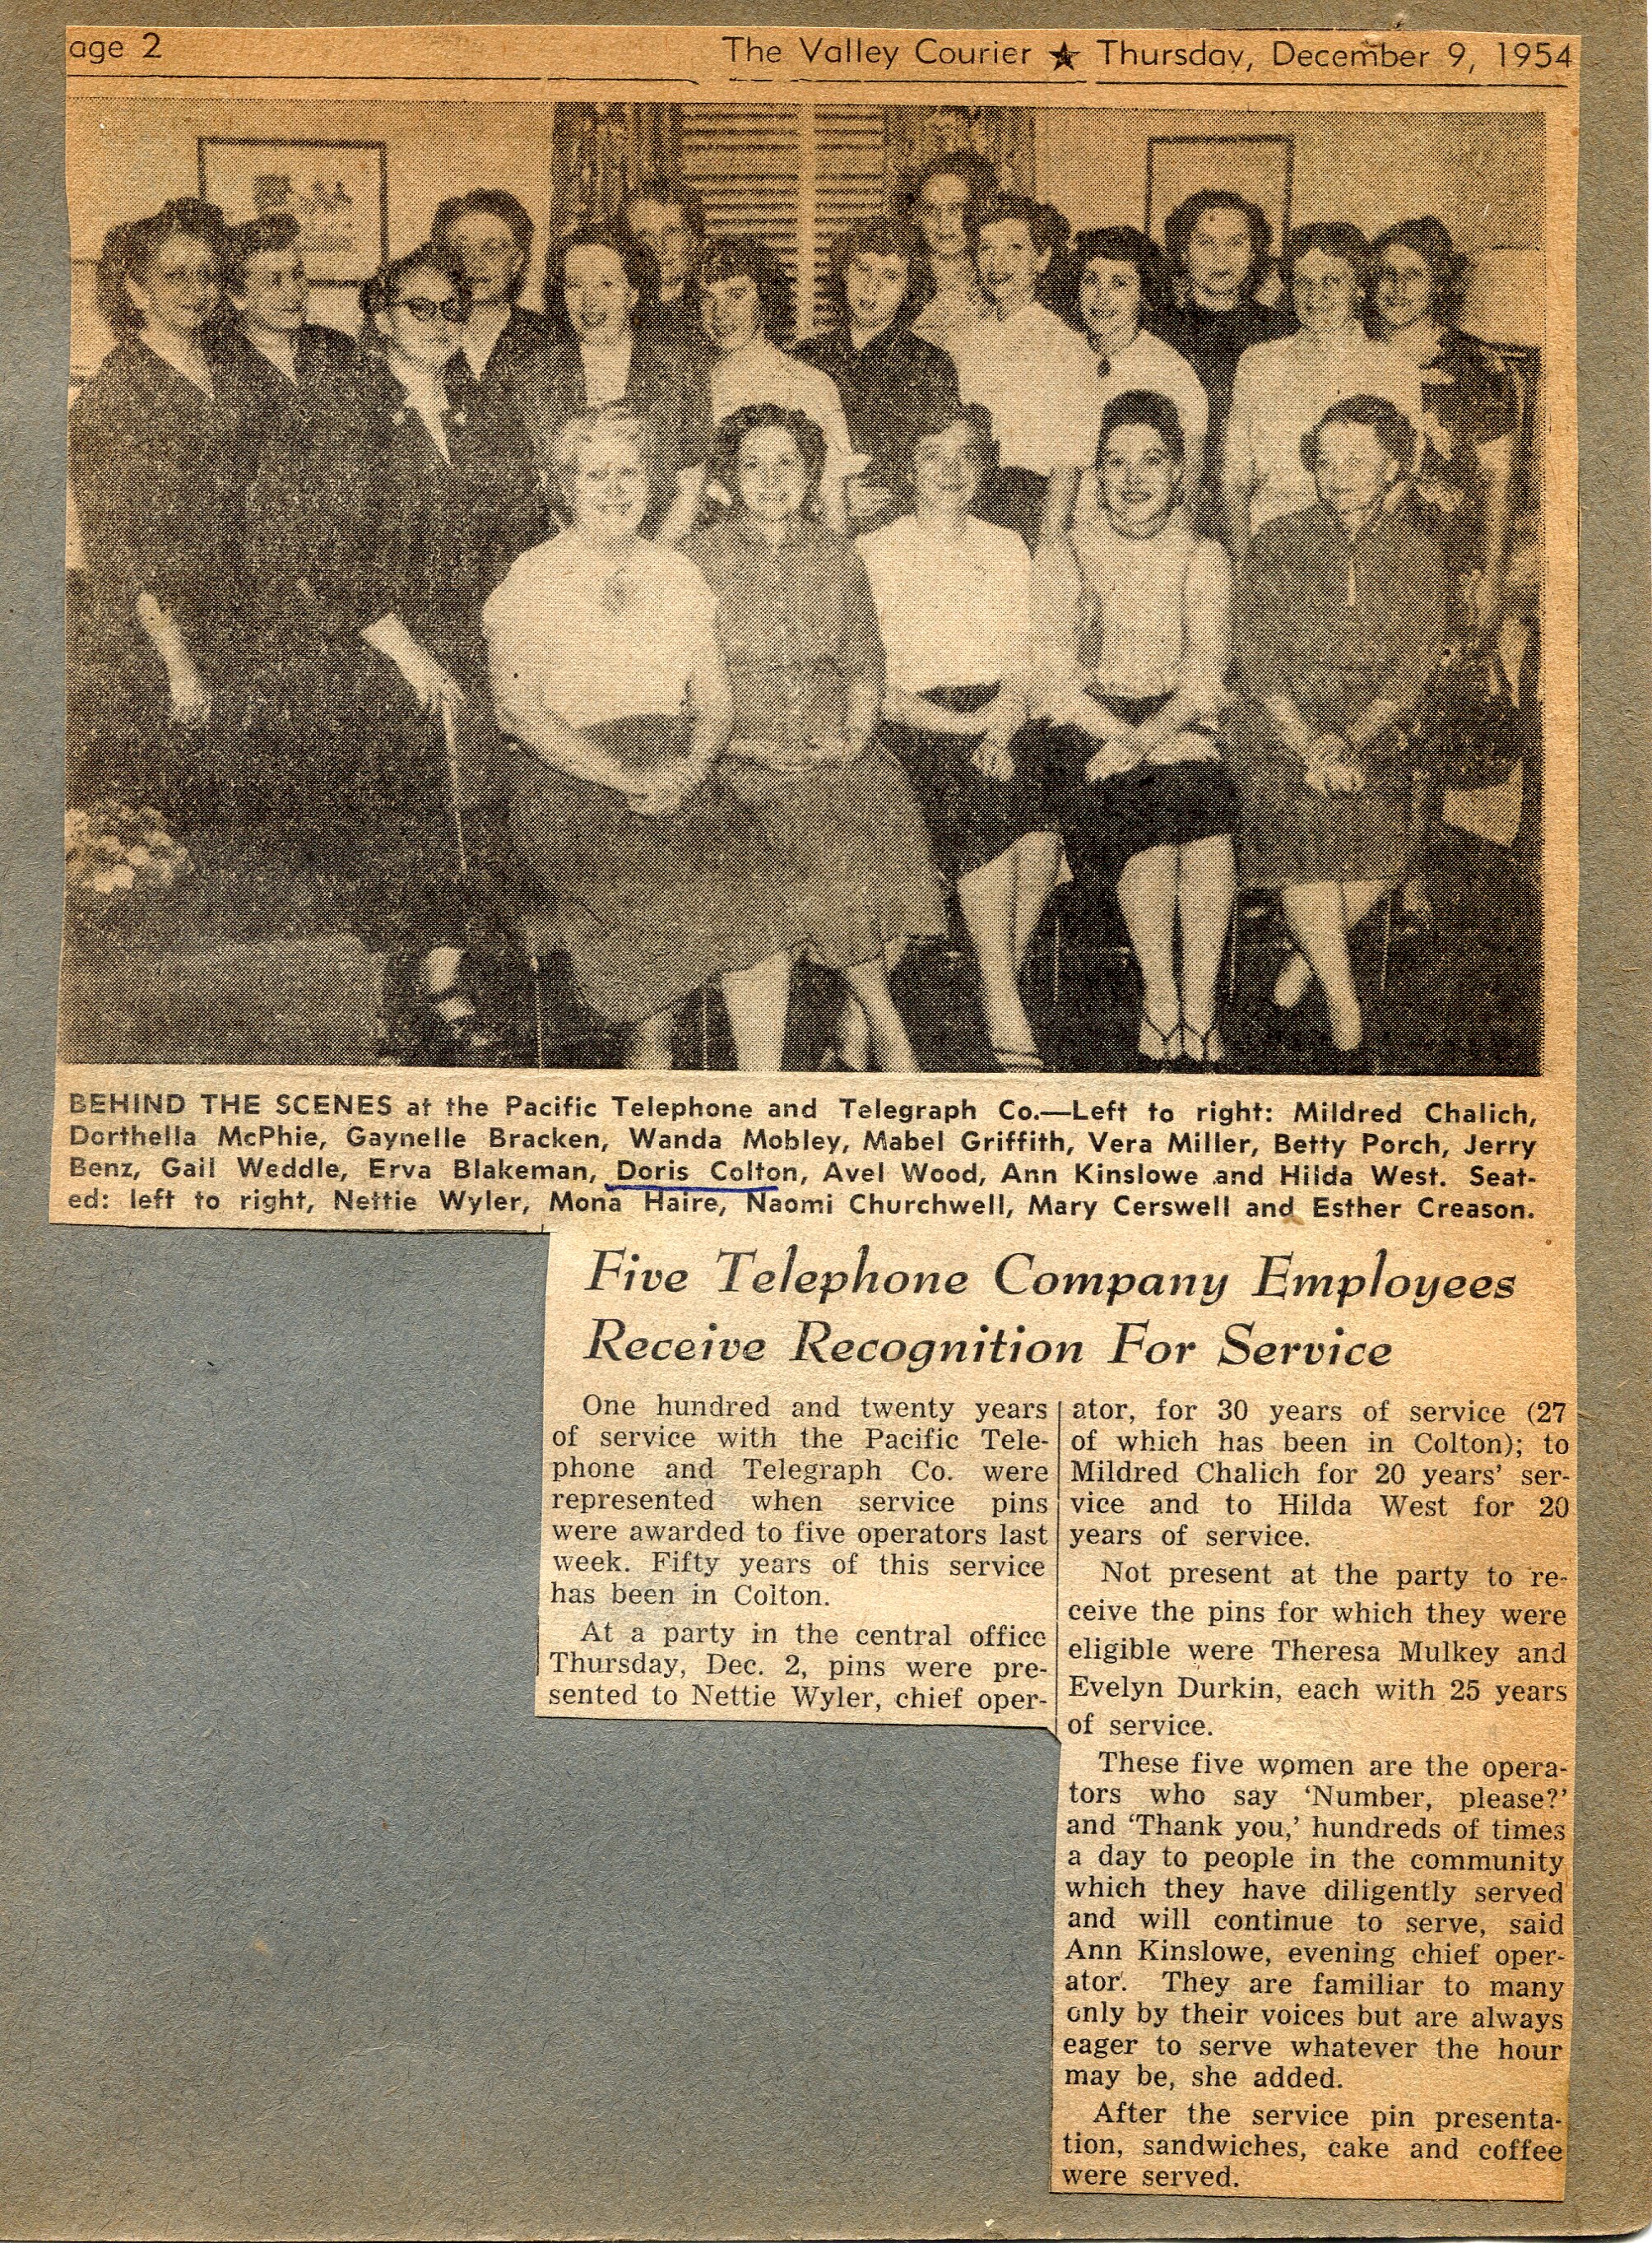 age 2
The Valley Courier ★ Thursday, December 9, 1954
BEHIND THE SCENES at the Pacific Telephone and Telegraph Co.—Left to right: Mildred Chalich,
Dorthella McPhie, Gaynelle Bracken, Wanda Mobley, Mabel Griffith, Vera Miller, Betty Porch, Jerry
Benz, Gail Weddle, Erva Blakeman, Doris Colton, Avel Wood, Ann Kinslowe and Hilda West. Seat-
ed: left to right, Nettie Wyler, Mona Haire, Naomi Churchwell, Mary Cerswell and Esther Creason.
Five Telephone Company Employees
Receive Recognition For Service
One hundred and twenty years
of service with the Pacific Tele-
phone and Telegraph Co. were
represented when service pins
were awarded to five operators last
week. Fifty years of this service
has been in Colton.
At a party in the central office
Thursday, Dec. 2, pins were pre-
sented to Nettie Wyler, chief oper-
ator, for 30 years of service (27
of which has been in Colton); to
Mildred Chalich for 20 years' ser-
vice and to Hilda West for 20
years of service.
Not present at the party to re-
ceive the pins for which they were
eligible were Theresa Mulkey and
Evelyn Durkin, each with 25 years
of service.
These five women are the opera-
tors who say 'Number, please?'
and 'Thank you,' hundreds of times
a day to people in the community
which they have diligently served
and will continue to serve, said
Ann Kinslowe, evening chief oper-
ator. They are familiar to many
only by their voices but are always
eager to serve whatever the hour
may be, she added.
After the service pin presenta-
tion, sandwiches, cake and coffee
were served.